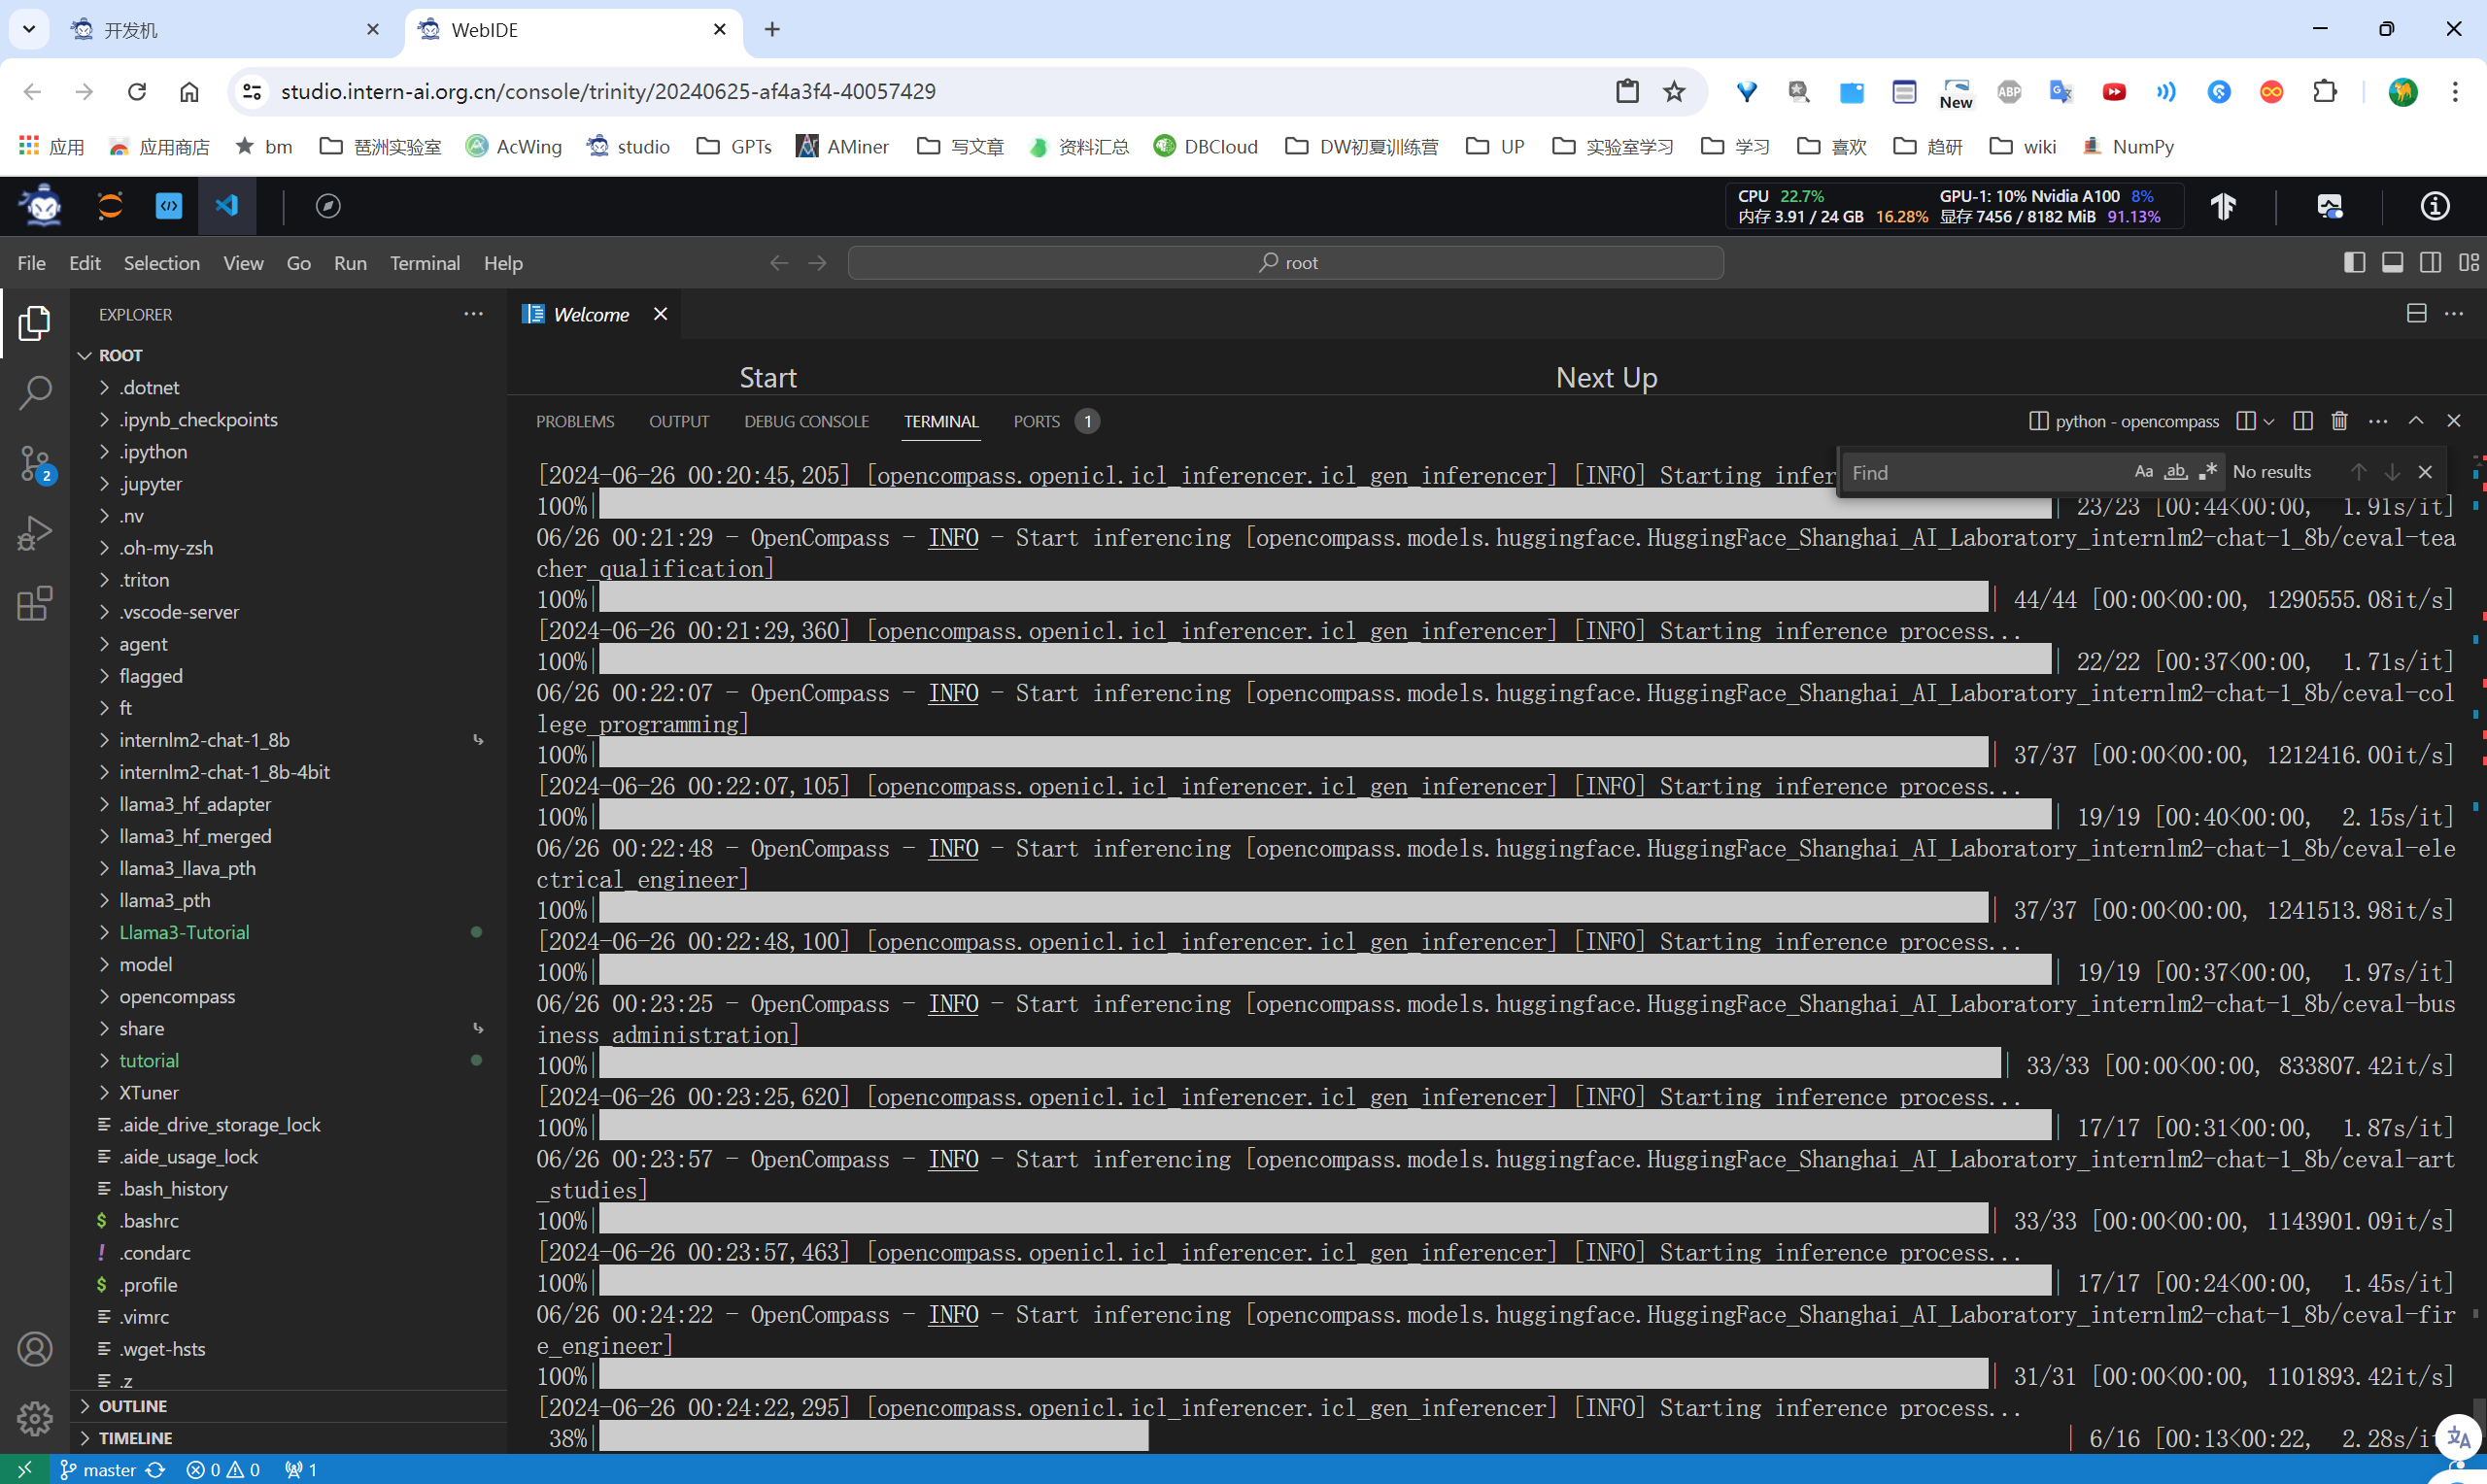 开发机
WebIDE
studio.intern-ai.org.cn/console/trinity/20240625-af4a3f4-40057429
New
ABP
应用
应用商店
bm
琶洲实验室
AcWing
studio
GPTs
AMiner
写文章
资料汇总
DBCloud
DW初夏训练营
UP
实验室学习
学习
喜欢
趋研
wiki
NumPy
CPU 22.7% GPU-1: 10% Nvidia A100 8%
内存 3.91 / 24 GB 16.28% 显存 7456 / 8182 MiB 91.13%
File Edit Selection View Go Run Terminal Help
root
EXPLORER
ROOT
.dotnet
.ipynb_checkpoints
.ipython
.jupyter
.nv
.oh-my-zsh
.triton
.vscode-server
agent
flagged
ft
internlm2-chat-1_8b
internlm2-chat-1_8b-4bit
llama3_hf_adapter
llama3_hf_merged
llama3_llava_pth
llama3_pth
Llama3-Tutorial
model
opencompass
share
tutorial
XTuner
.aide_drive_storage_lock
.aide_usage_lock
.bash_history
.bashrc
.condarc
.profile
.vimrc
.wget-hsts
.z
OUTLINE
TIMELINE
2
Welcome
Start
Next Up
PROBLEMS OUTPUT DEBUG CONSOLE TERMINAL PORTS 1
python - opencompass
Find
Aa ab .*
No results
[2024-06-26 00:20:45,205] [opencompass.openicl.icl_inferencer.icl_gen_inferencer] [INFO] Starting infer
100%| | 23/23 [00:44<00:00, 1.91s/it]
06/26 00:21:29 - OpenCompass - INFO - Start inferencing [opencompass.models.huggingface.HuggingFace_Shanghai_AI_Laboratory_internlm2-chat-1_8b/ceval-tea
cher_qualification]
100%| | 44/44 [00:00<00:00, 1290555.08it/s]
[2024-06-26 00:21:29,360] [opencompass.openicl.icl_inferencer.icl_gen_inferencer] [INFO] Starting inference process...
100%| | 22/22 [00:37<00:00, 1.71s/it]
06/26 00:22:07 - OpenCompass - INFO - Start inferencing [opencompass.models.huggingface.HuggingFace_Shanghai_AI_Laboratory_internlm2-chat-1_8b/ceval-col
lege_programming]
100%| | 37/37 [00:00<00:00, 1212416.00it/s]
[2024-06-26 00:22:07,105] [opencompass.openicl.icl_inferencer.icl_gen_inferencer] [INFO] Starting inference process...
100%| | 19/19 [00:40<00:00, 2.15s/it]
06/26 00:22:48 - OpenCompass - INFO - Start inferencing [opencompass.models.huggingface.HuggingFace_Shanghai_AI_Laboratory_internlm2-chat-1_8b/ceval-ele
ctrical_engineer]
100%| | 37/37 [00:00<00:00, 1241513.98it/s]
[2024-06-26 00:22:48,100] [opencompass.openicl.icl_inferencer.icl_gen_inferencer] [INFO] Starting inference process...
100%| | 19/19 [00:37<00:00, 1.97s/it]
06/26 00:23:25 - OpenCompass - INFO - Start inferencing [opencompass.models.huggingface.HuggingFace_Shanghai_AI_Laboratory_internlm2-chat-1_8b/ceval-bus
iness_administration]
100%| | 33/33 [00:00<00:00, 833807.42it/s]
[2024-06-26 00:23:25,620] [opencompass.openicl.icl_inferencer.icl_gen_inferencer] [INFO] Starting inference process...
100%| | 17/17 [00:31<00:00, 1.87s/it]
06/26 00:23:57 - OpenCompass - INFO - Start inferencing [opencompass.models.huggingface.HuggingFace_Shanghai_AI_Laboratory_internlm2-chat-1_8b/ceval-art
_studies]
100%| | 33/33 [00:00<00:00, 1143901.09it/s]
[2024-06-26 00:23:57,463] [opencompass.openicl.icl_inferencer.icl_gen_inferencer] [INFO] Starting inference process...
100%| | 17/17 [00:24<00:00, 1.45s/it]
06/26 00:24:22 - OpenCompass - INFO - Start inferencing [opencompass.models.huggingface.HuggingFace_Shanghai_AI_Laboratory_internlm2-chat-1_8b/ceval-fir
e_engineer]
100%| | 31/31 [00:00<00:00, 1101893.42it/s]
[2024-06-26 00:24:22,295] [opencompass.openicl.icl_inferencer.icl_gen_inferencer] [INFO] Starting inference process...
38%| | 6/16 [00:13<00:22, 2.28s/it
master 0 0 1